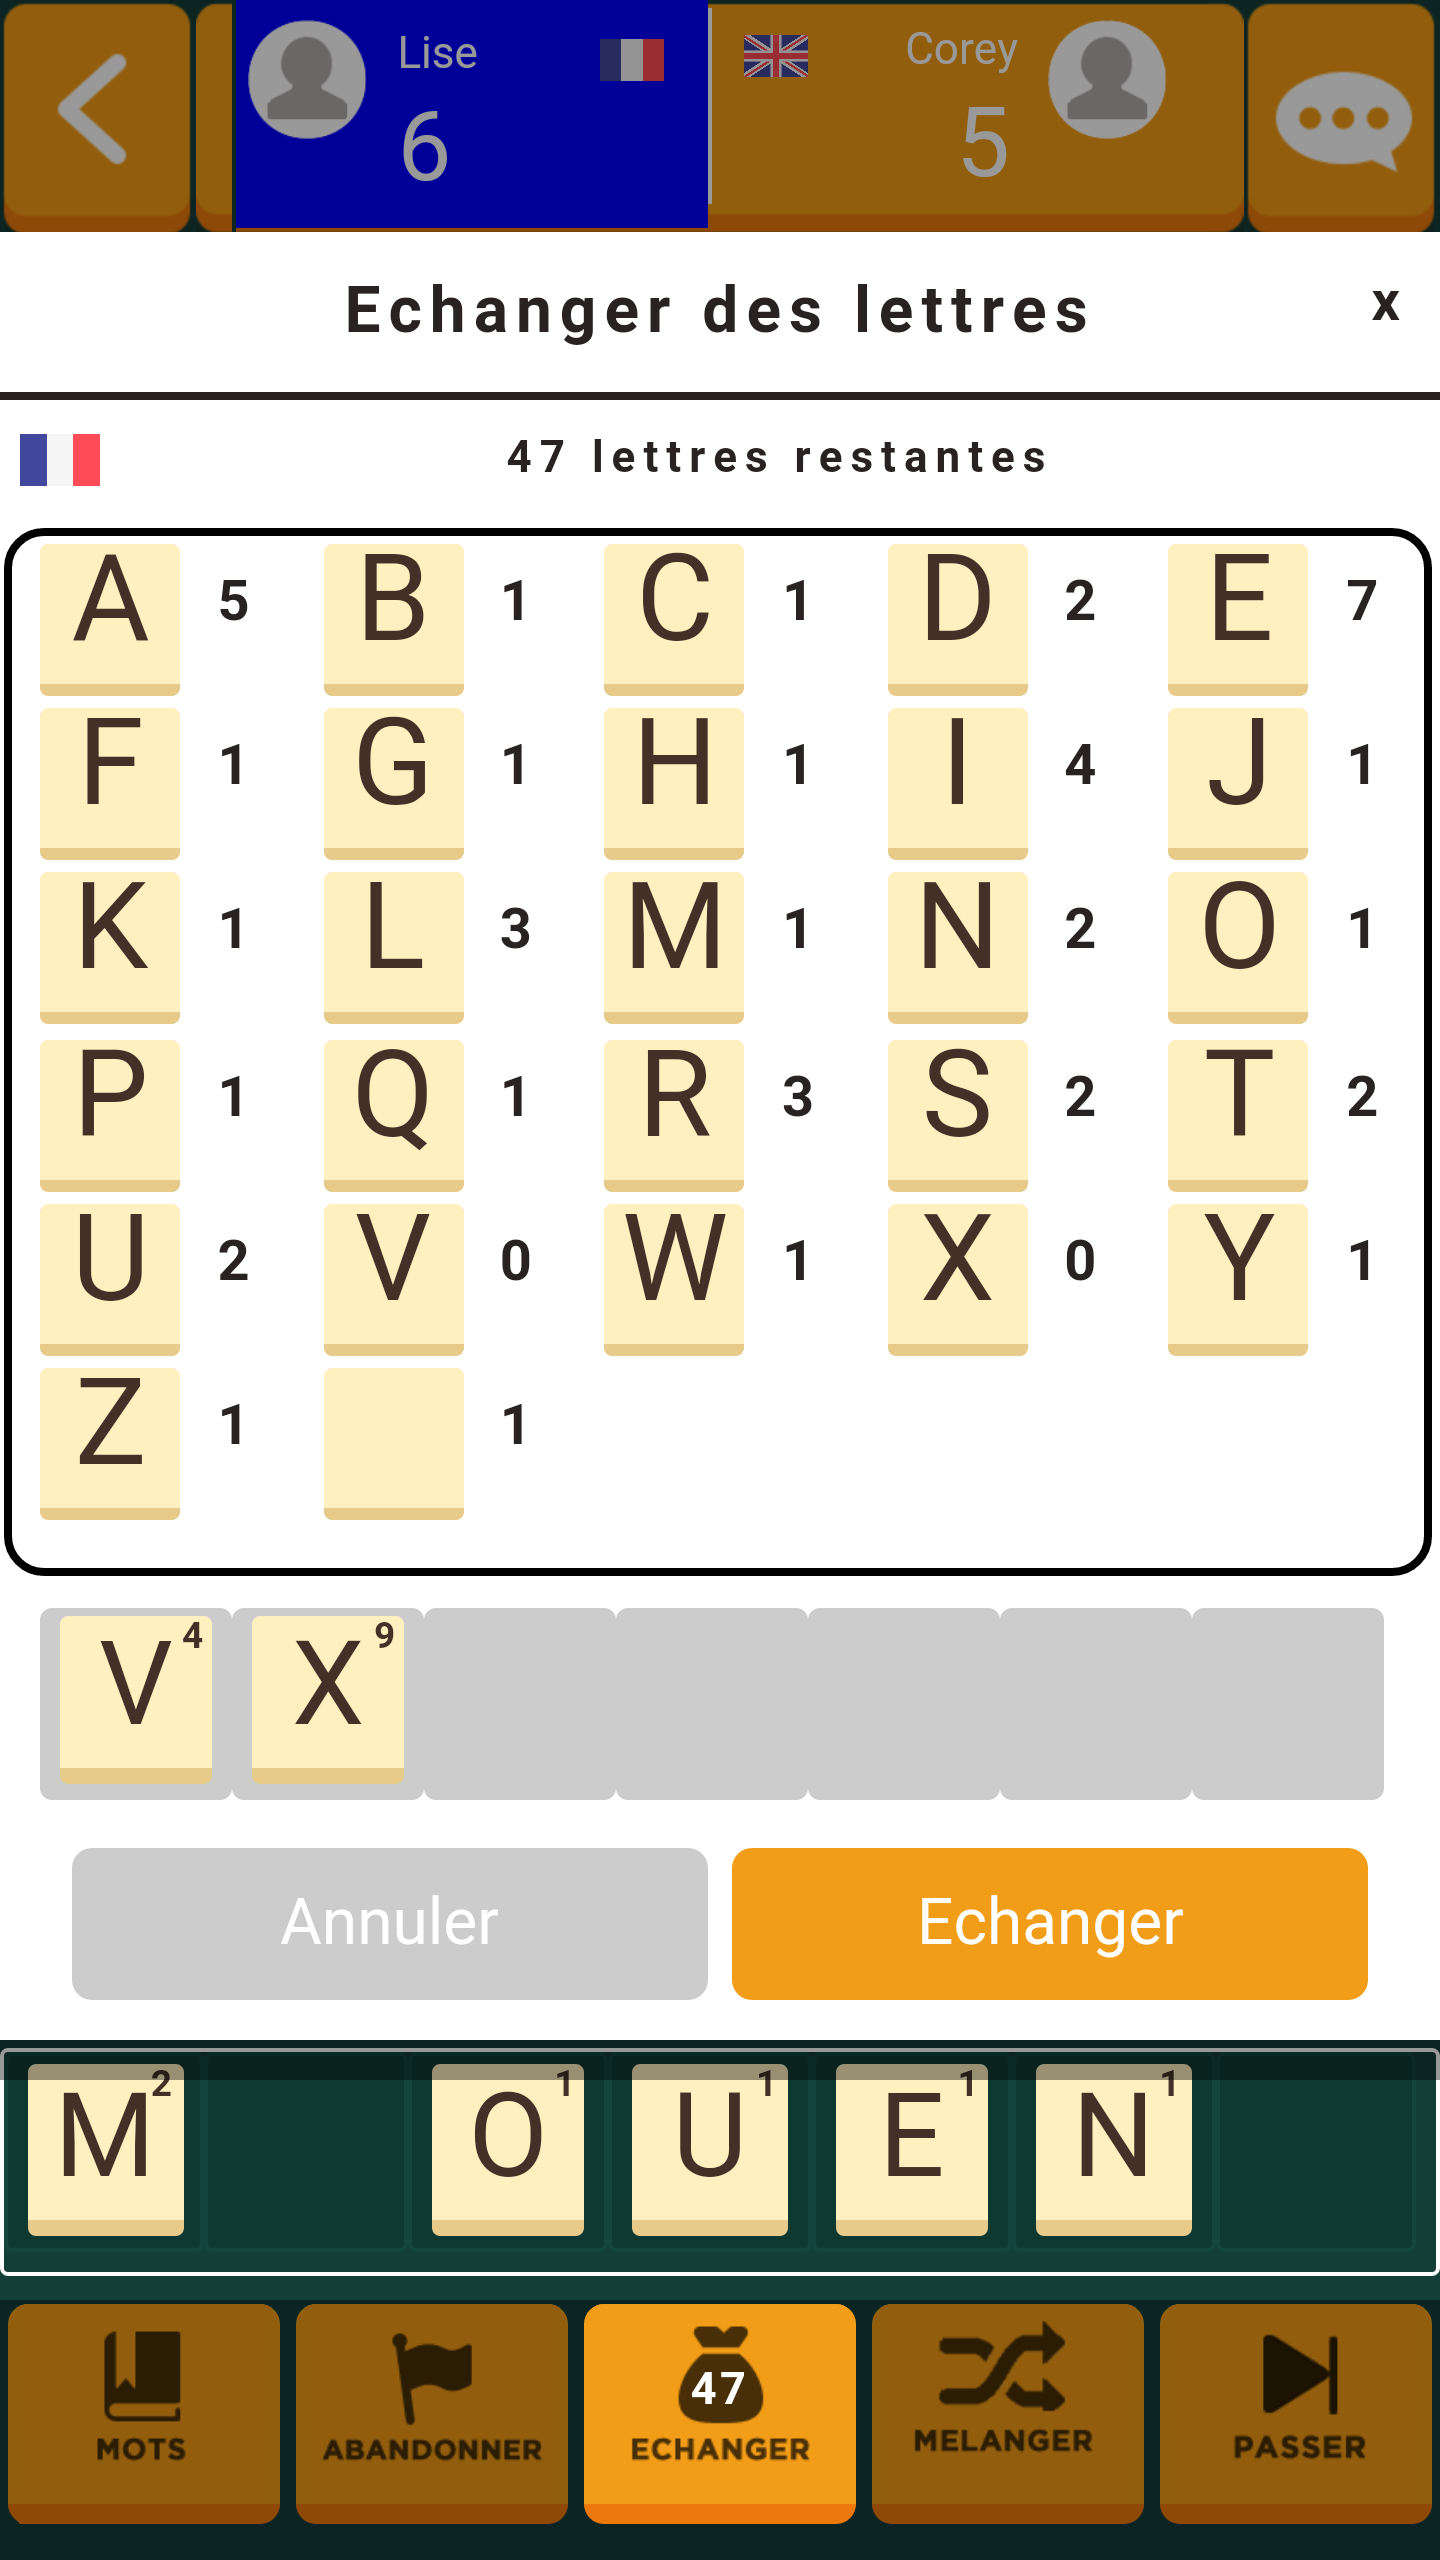 Lise Corey
6 5
Echanger des lettres x
47 lettres restantes
A 5 B 1 C 1 D 2 E 7
F 1 G 1 H 1 I 4 J 1
K 1 L 3 M 1 N 2 O 1
P 1 Q 1 R 3 S 2 T 2
U 2 V 0 W 1 X 0 Y 1
Z 1 1
V 4 X 9
Annuler Echanger
M 2 O 1 U 1 E 1 N 1
47
MOTS ABANDONNER ECHANGER MELANGER PASSER